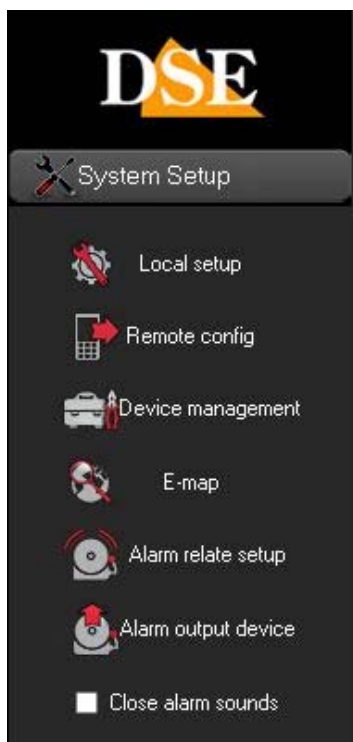 DSE
System Setup
Local setup
Remote config
Device management
E-map
Alarm relate setup
Alarm output device
Close alarm sounds